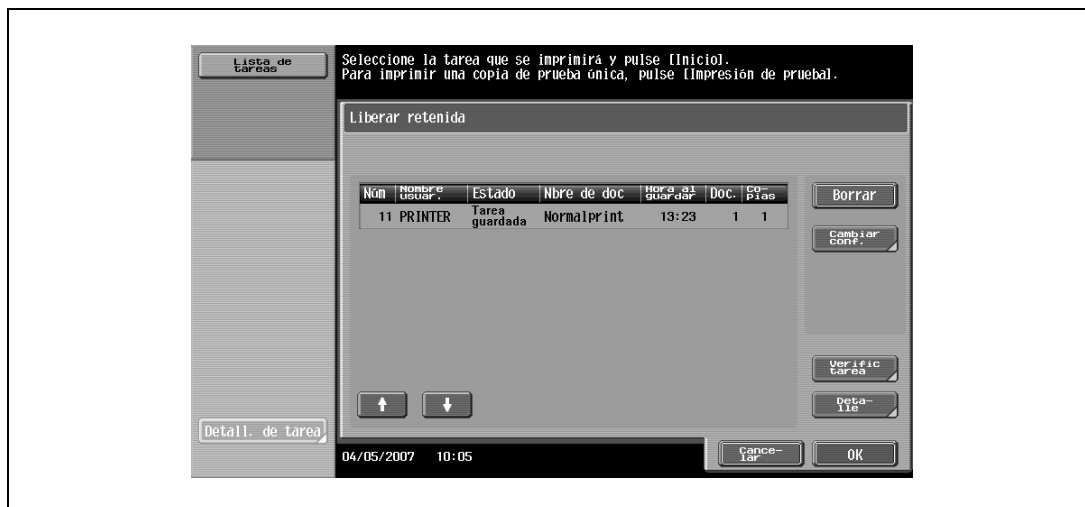 Lista de
tareas
Seleccione la tarea que se imprimirá y pulse [Inicio].
Para imprimir una copia de prueba única, pulse [Impresión de prueba].
Liberar retenida
Núm Nombre usuar. Estado Nbre de doc Hora al guardar Doc. Co-pias
11 PRINTER Tarea guardada Normalprint 13:23 1 1
Borrar
Cambiar
conf.
Verific
tarea
Deta-
lle
Detall. de tarea
04/05/2007 10:05
Cance-
lar
OK